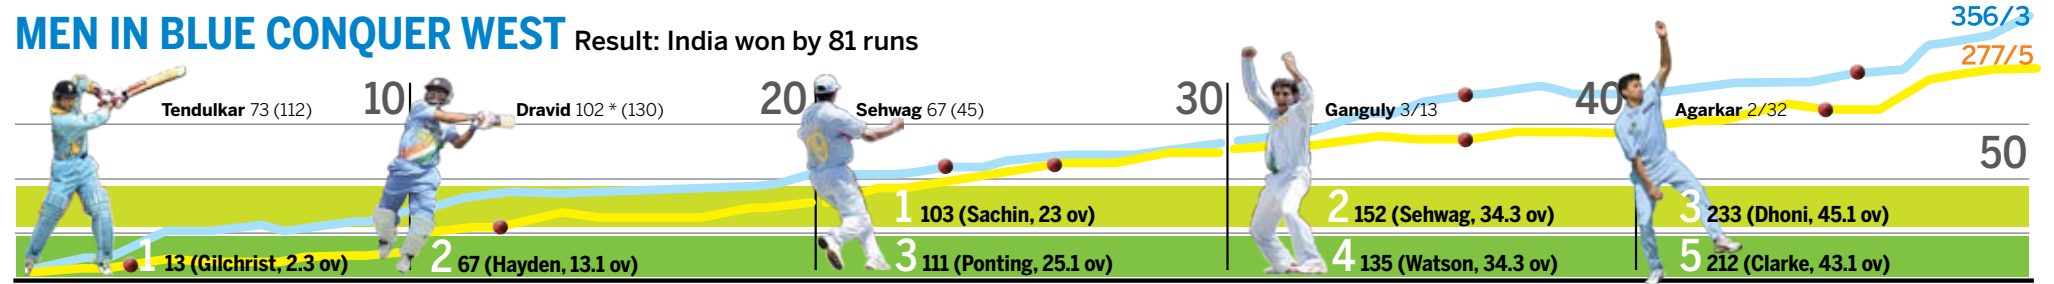 MEN IN BLUE CONQUER WEST Result: India won by 81 runs
356/3
277/5
Tendulkar 73 (112)
10
Dravid 102 * (130)
20
Sehwag 67 (45)
30
Ganguly 3/13
40
Agarkar 2/32
50
1 103 (Sachin, 23 ov)
2 152 (Sehwag, 34.3 ov)
3 233 (Dhoni, 45.1 ov)
1 13 (Gilchrist, 2.3 ov)
2 67 (Hayden, 13.1 ov)
3 111 (Ponting, 25.1 ov)
4 135 (Watson, 34.3 ov)
5 212 (Clarke, 43.1 ov)